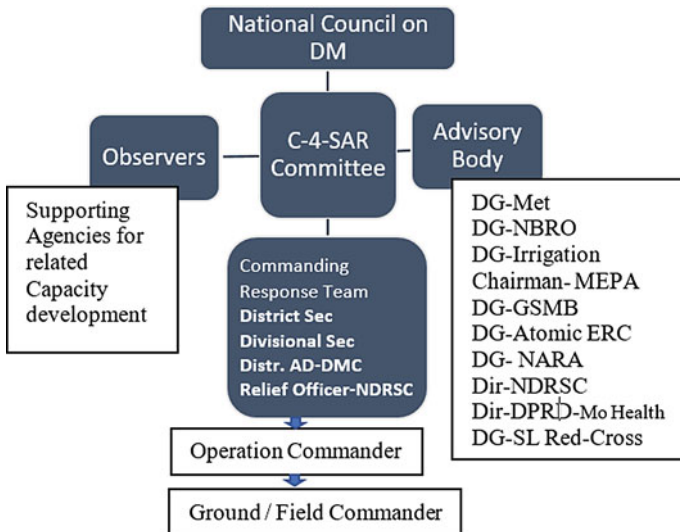 National Council on
DM
Observers
C-4-SAR
Committee
Advisory
Body
Supporting
Agencies for
related
Capacity
development
Commanding
Response Team
District Sec
Divisional Sec
Distr. AD-DMC
Relief Officer-NDRSC
DG-Met
DG-NBRO
DG-Irrigation
Chairman- MEPA
DG-GSMB
DG-Atomic ERC
DG- NARA
Dir-NDRSC
Dir-DPRD-Mo Health
DG-SL Red-Cross
Operation Commander
Ground / Field Commander